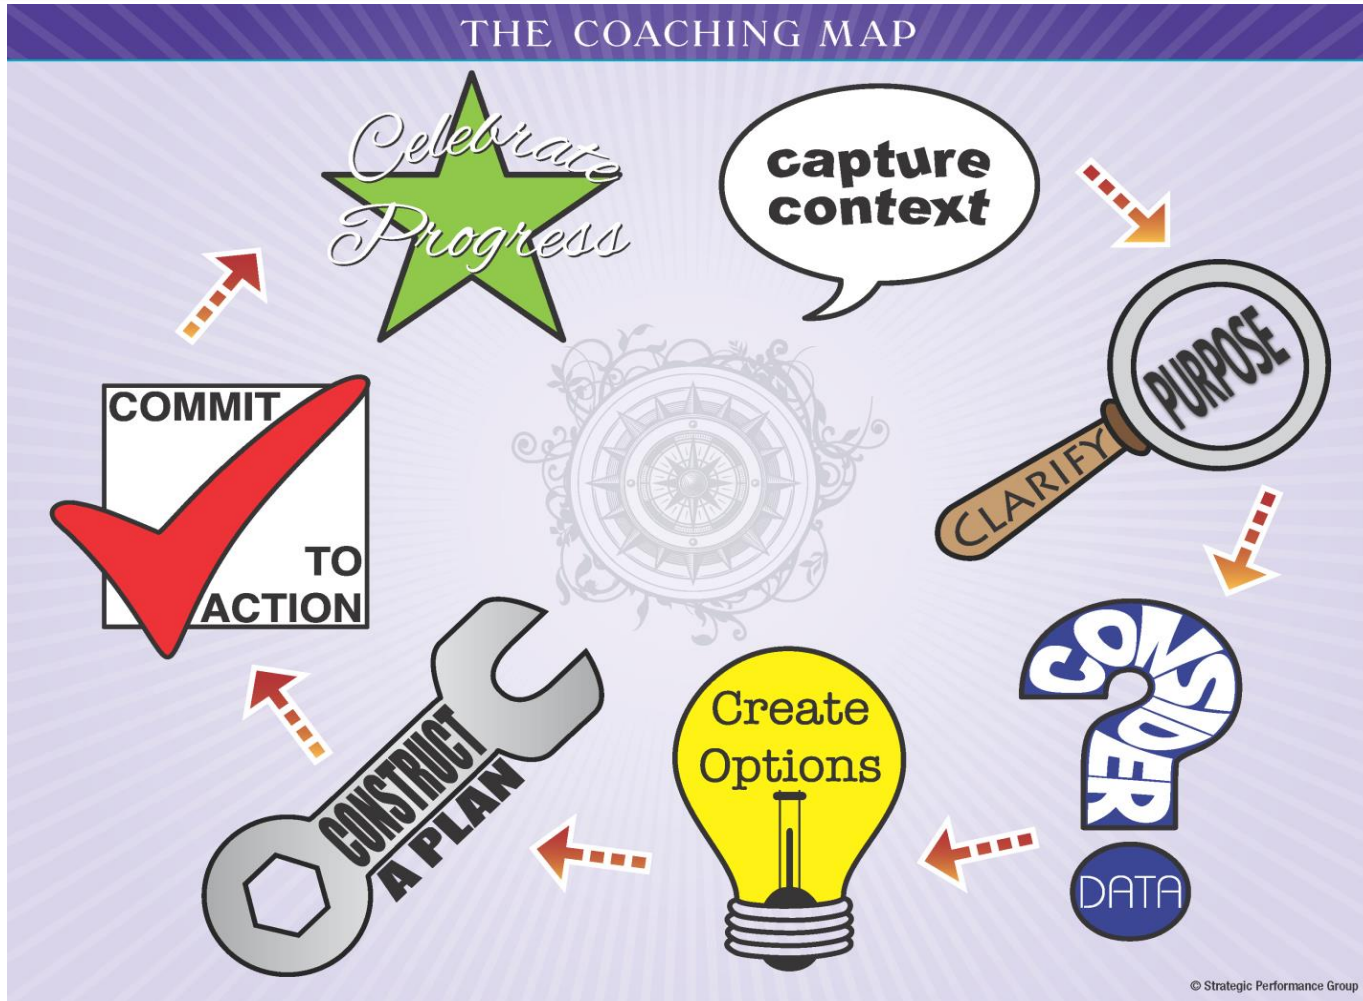 THE COACHING MAP
capture
context
CLARIFY
PURPOSE
CONSIDER
DATA
Create
Options
CONSTRUCT
A PLAN
COMMIT
TO
ACTION
Celebrate
Progress
© Strategic Performance Group